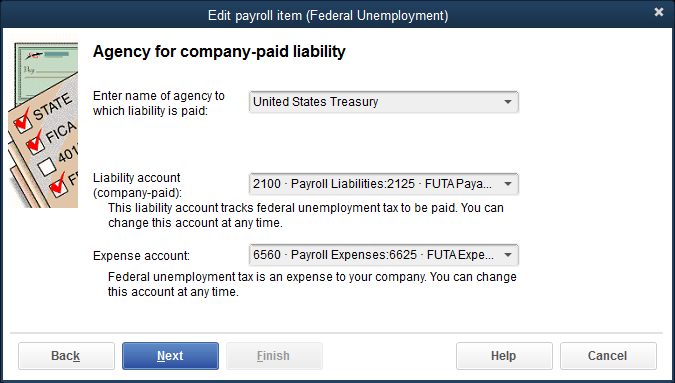 Edit payroll item (Federal Unemployment)
Agency for company-paid liability
Enter name of agency to
which liability is paid:
United States Treasury
STATE
FICA
401
Liability account
(company-paid):
2100 · Payroll Liabilities:2125 · FUTA Paya...
This liability account tracks federal unemployment tax to be paid. You can
change this account at any time.
Expense account:
6560 · Payroll Expenses:6625 · FUTA Expe...
Federal unemployment tax is an expense to your company. You can change
this account at any time.
Back
Next
Finish
Help
Cancel